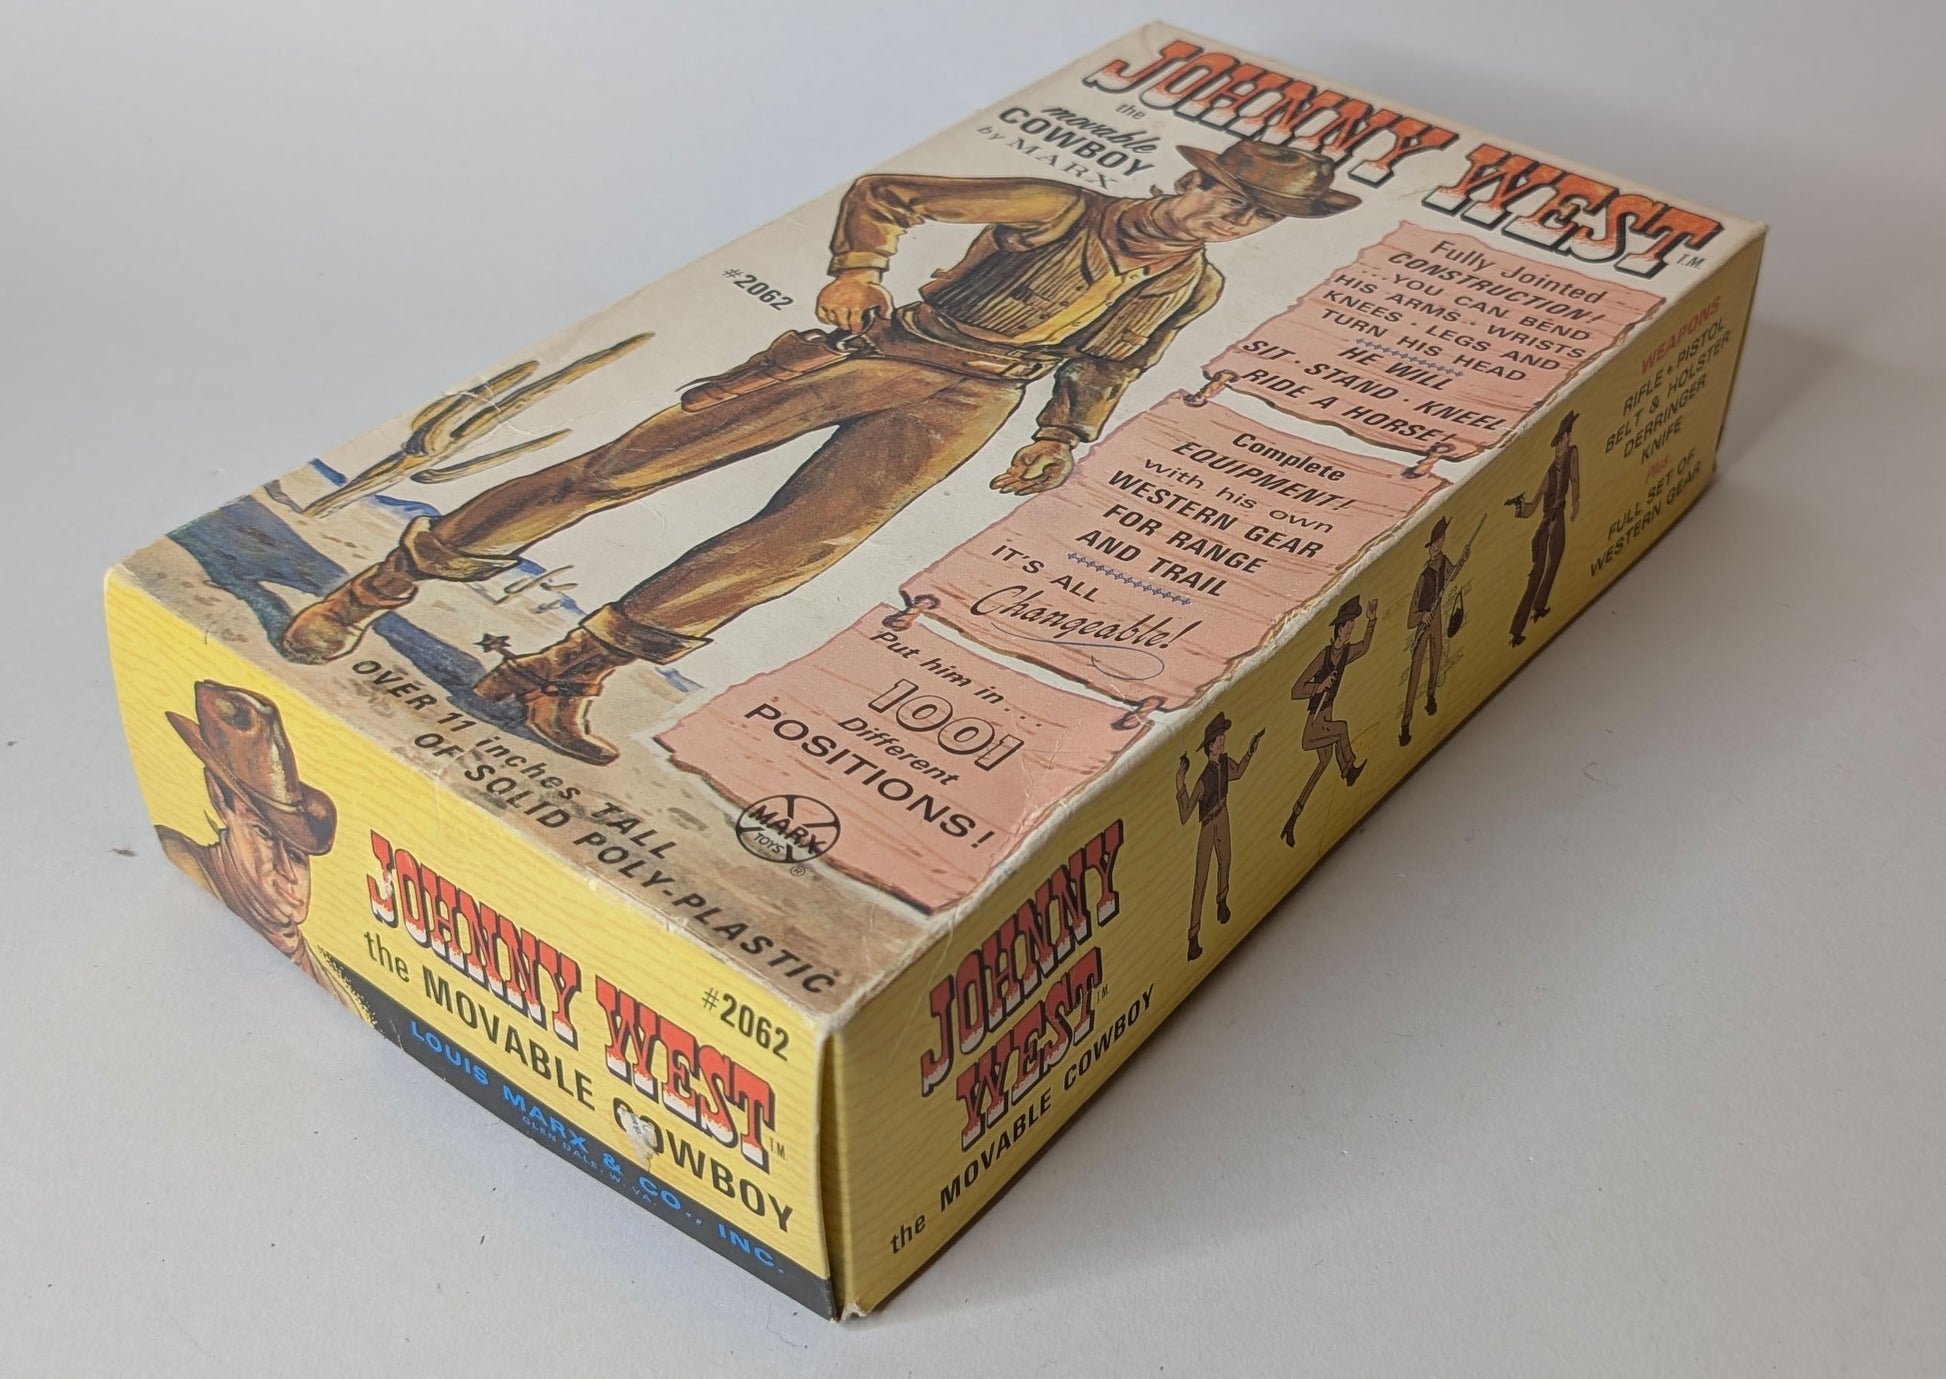 JOHNNY WEST T.M.
the movable
COWBOY
by MARX
#2062
Fully Jointed
CONSTRUCTION!
...YOU CAN BEND
HIS ARMS · WRISTS
KNEES · LEGS AND
TURN HIS HEAD
HE WILL
SIT · STAND · KNEEL
RIDE A HORSE!
Complete
EQUIPMENT!
with his own
WESTERN GEAR
FOR RANGE
AND TRAIL
IT'S ALL
Changeable!
Put him in...
1001
Different
POSITIONS!
MARX
TOYS
®
OVER 11 inches TALL
OF SOLID POLY-PLASTIC
#2062
JOHNNY WEST T.M.
the MOVABLE COWBOY
LOUIS MARX & CO., INC.
GLEN DALE, W. VA.
JOHNNY
WEST T.M.
the MOVABLE COWBOY
WEAPONS
RIFLE · PISTOL
BELT & HOLSTER
DERRINGER
KNIFE
plus
FULL SET OF
WESTERN GEAR